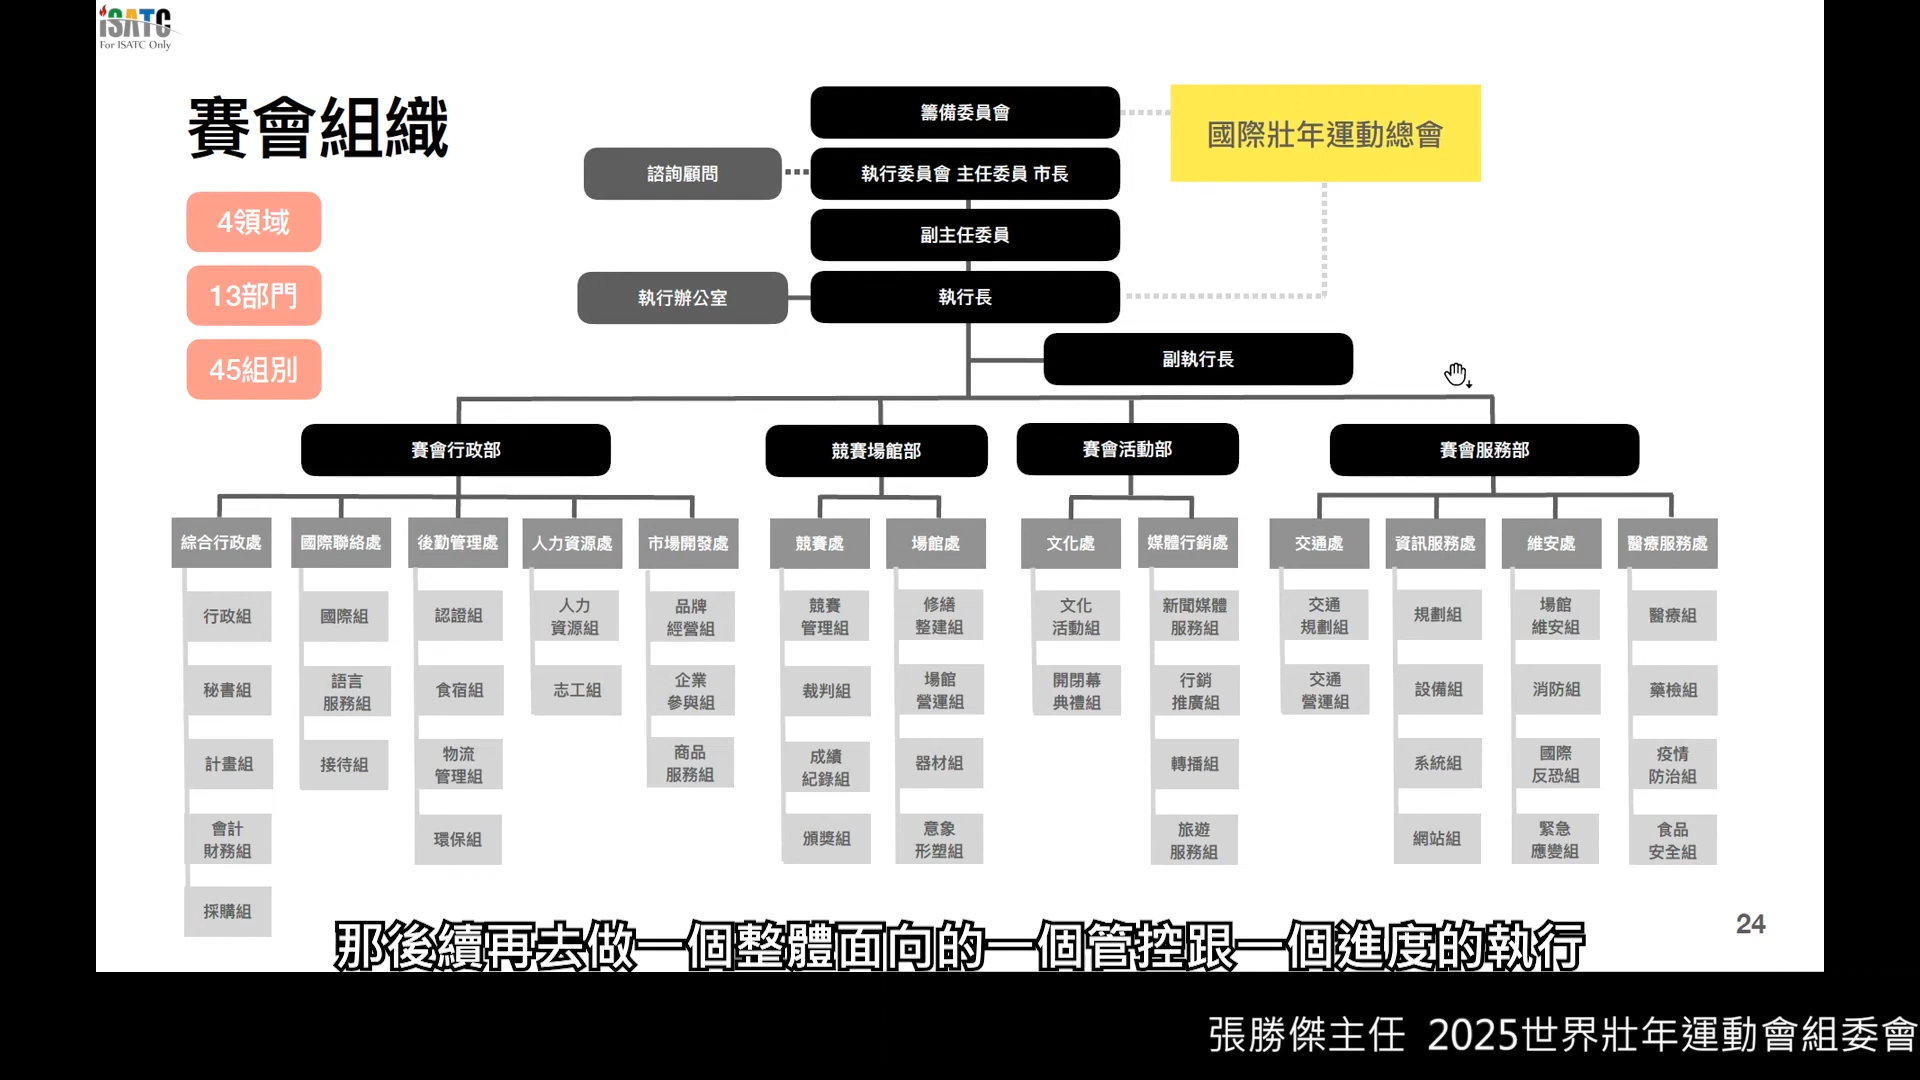 iSATC
For ISATC Only
賽會組織
4領域
13部門
45組別
籌備委員會
國際壯年運動總會
諮詢顧問
執行委員會 主任委員 市長
副主任委員
執行辦公室
執行長
副執行長
賽會行政部
競賽場館部
賽會活動部
賽會服務部
綜合行政處
行政組
秘書組
計畫組
會計
財務組
採購組
國際聯絡處
國際組
語言
服務組
接待組
後勤管理處
認證組
食宿組
物流
管理組
環保組
人力資源處
人力
資源組
志工組
市場開發處
品牌
經營組
企業
參與組
商品
服務組
競賽處
競賽
管理組
裁判組
成績
紀錄組
頒獎組
場館處
修繕
整建組
場館
營運組
器材組
意象
形塑組
文化處
文化
活動組
開閉幕
典禮組
媒體行銷處
新聞媒體
服務組
行銷
推廣組
轉播組
旅遊
服務組
交通處
交通
規劃組
交通
營運組
資訊服務處
規劃組
設備組
系統組
網站組
維安處
場館
維安組
消防組
國際
反恐組
緊急
應變組
醫療服務處
醫療組
藥檢組
疫情
防治組
食品
安全組
24
那後續再去做一個整體面向的一個管控跟一個進度的執行
張勝傑主任 2025世界壯年運動會組委會